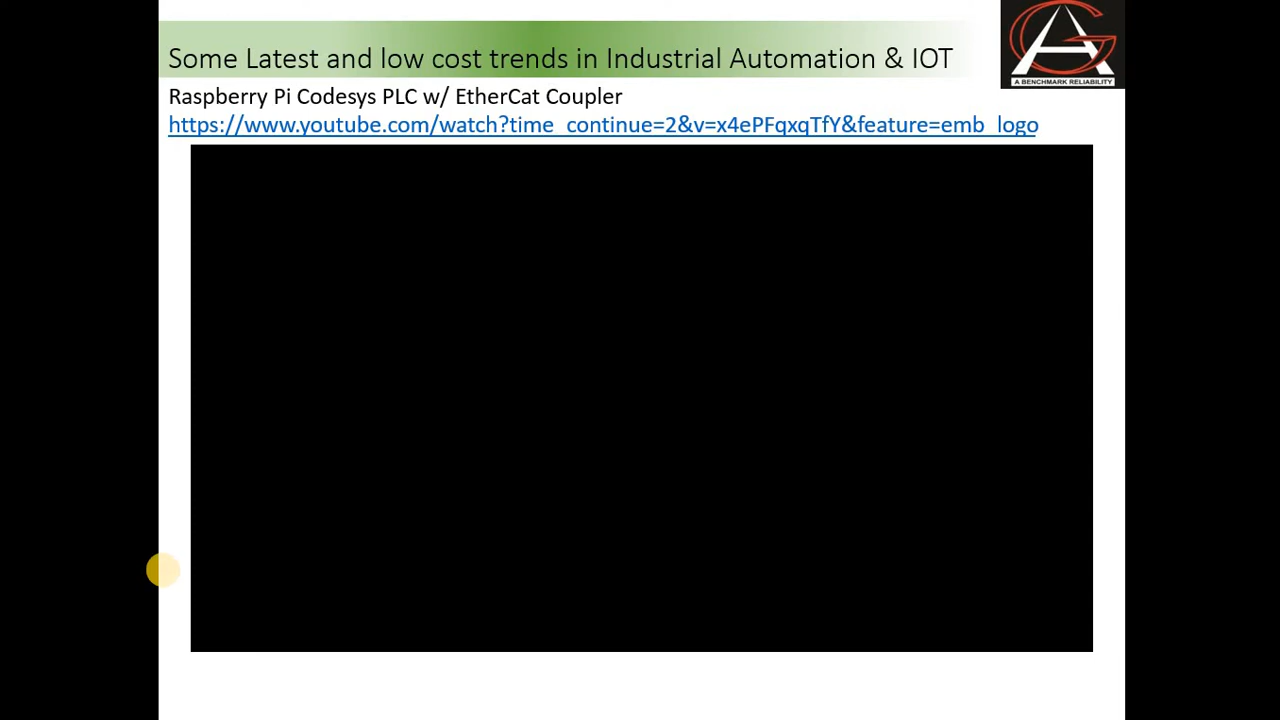 Some Latest and low cost trends in Industrial Automation & IOT
AG
A BENCHMARK RELIABILITY
Raspberry Pi Codesys PLC w/ EtherCat Coupler
https://www.youtube.com/watch?time_continue=2&v=x4ePFqxqTfY&feature=emb_logo